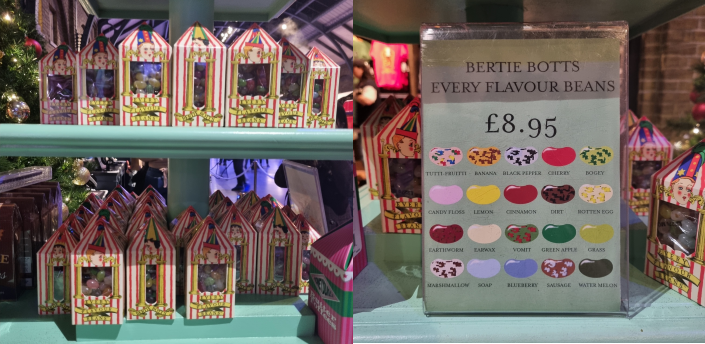 BERTIE BOTTS
EVERY FLAVOUR BEANS
£8.95
TUTTI-FRUITTI BANANA BLACK PEPPER CHERRY BOGEY
CANDY FLOSS LEMON CINNAMON DIRT ROTTEN EGG
EARTHWORM EARWAX VOMIT GREEN APPLE GRASS
MARSHMALLOW SOAP BLUEBERRY SAUSAGE WATER MELON